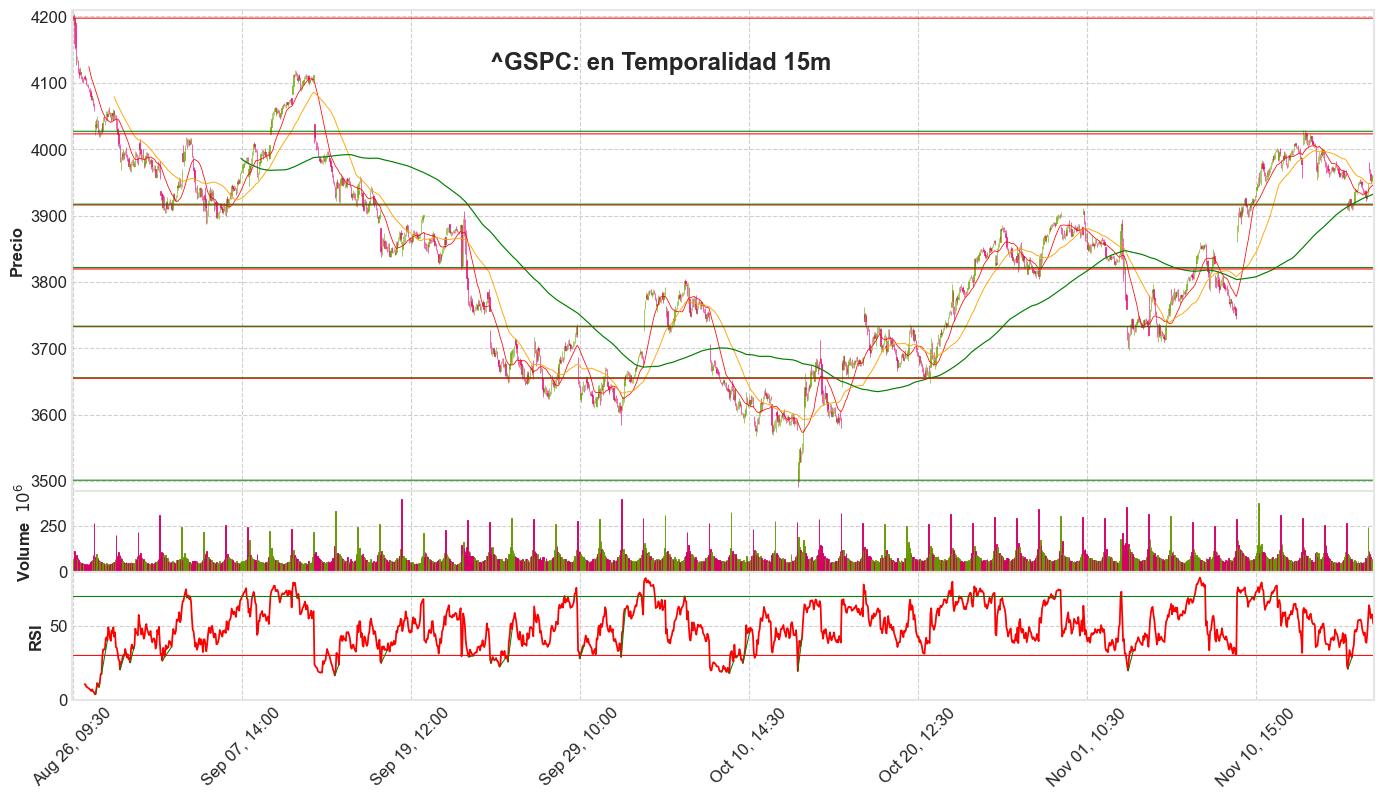 ^GSPC: en Temporalidad 15m
Precio
4200
4100
4000
3900
3800
3700
3600
3500
Volume 10^6
250
0
RSI
50
0
Aug 26, 09:30
Sep 07, 14:00
Sep 19, 12:00
Sep 29, 10:00
Oct 10, 14:30
Oct 20, 12:30
Nov 01, 10:30
Nov 10, 15:00